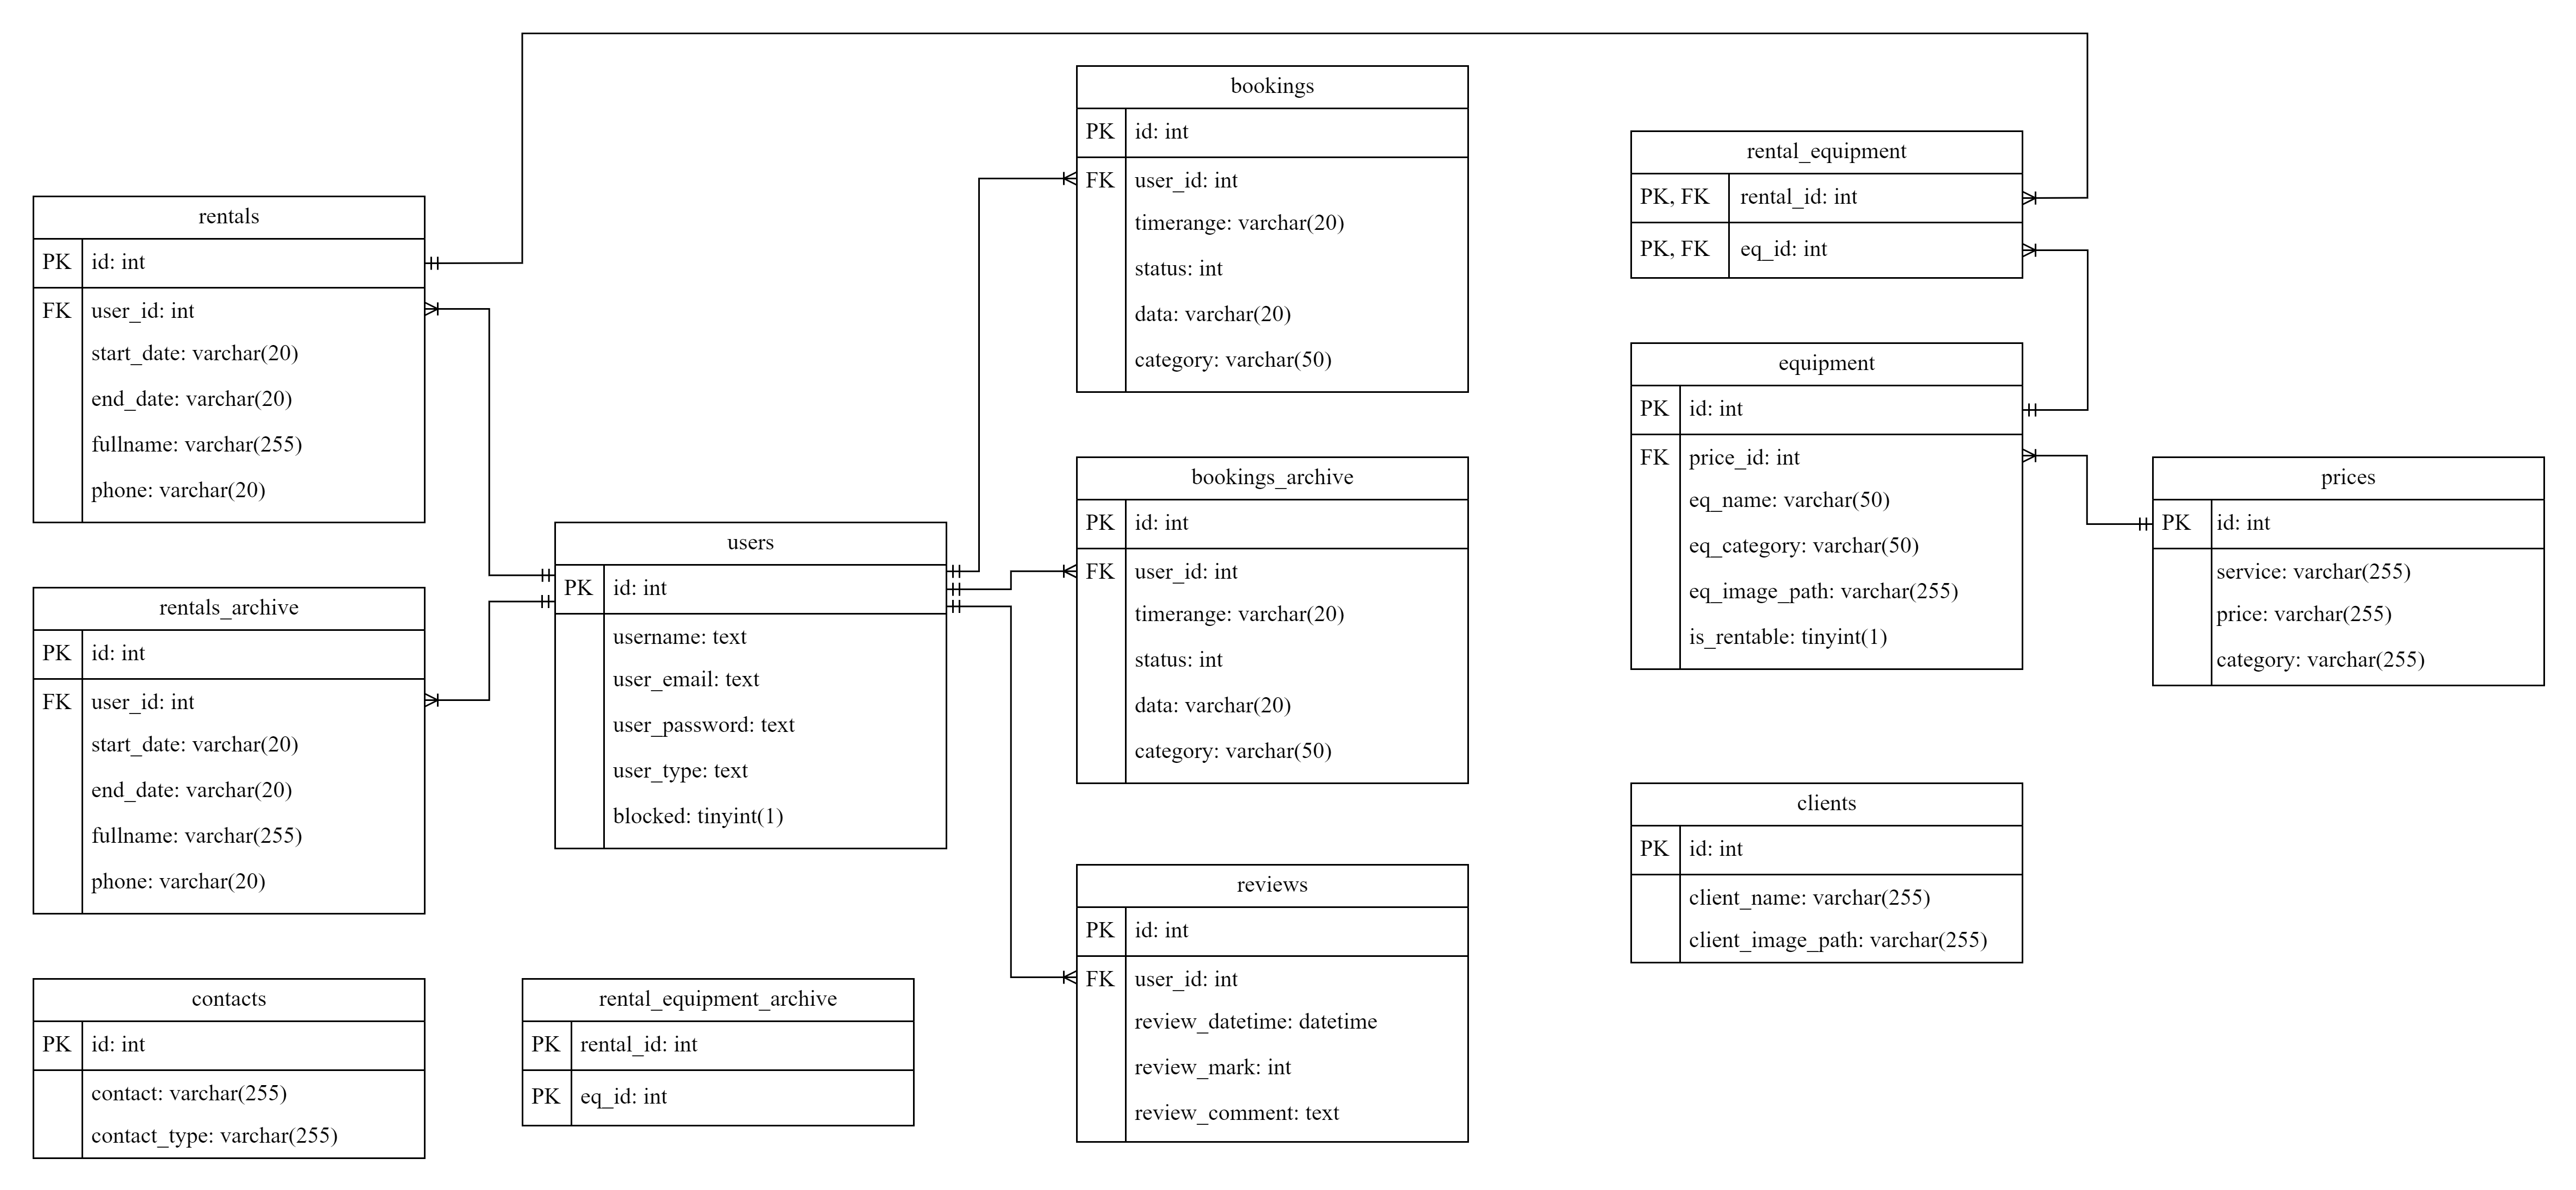 rentals
PK id: int
FK user_id: int
start_date: varchar(20)
end_date: varchar(20)
fullname: varchar(255)
phone: varchar(20)
rentals_archive
PK id: int
FK user_id: int
start_date: varchar(20)
end_date: varchar(20)
fullname: varchar(255)
phone: varchar(20)
contacts
PK id: int
contact: varchar(255)
contact_type: varchar(255)
users
PK id: int
username: text
user_email: text
user_password: text
user_type: text
blocked: tinyint(1)
rental_equipment_archive
PK rental_id: int
PK eq_id: int
bookings
PK id: int
FK user_id: int
timerange: varchar(20)
status: int
data: varchar(20)
category: varchar(50)
bookings_archive
PK id: int
FK user_id: int
timerange: varchar(20)
status: int
data: varchar(20)
category: varchar(50)
reviews
PK id: int
FK user_id: int
review_datetime: datetime
review_mark: int
review_comment: text
rental_equipment
PK, FK rental_id: int
PK, FK eq_id: int
equipment
PK id: int
FK price_id: int
eq_name: varchar(50)
eq_category: varchar(50)
eq_image_path: varchar(255)
is_rentable: tinyint(1)
clients
PK id: int
client_name: varchar(255)
client_image_path: varchar(255)
prices
PK id: int
service: varchar(255)
price: varchar(255)
category: varchar(255)